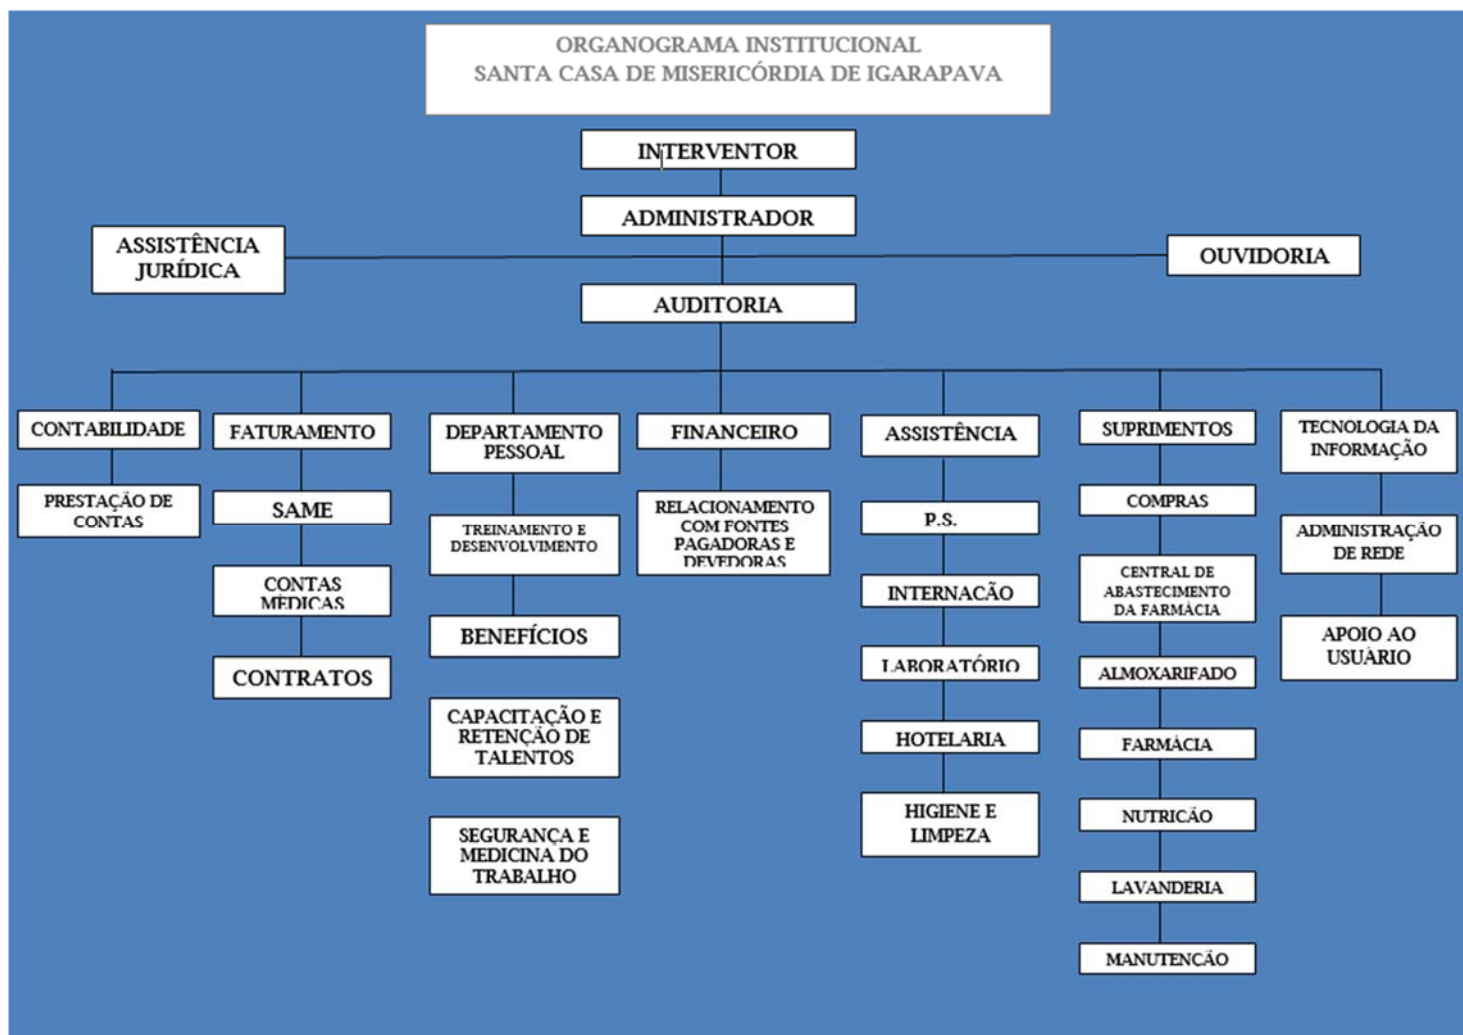 ORGANOGRAMA INSTITUCIONAL
SANTA CASA DE MISERICÓRDIA DE IGARAPAVA
INTERVENTOR
ADMINISTRADOR
ASSISTÊNCIA
JURÍDICA
OUVIDORIA
AUDITORIA
CONTABILIDADE
PRESTAÇÃO DE
CONTAS
FATURAMENTO
SAME
CONTAS
MÉDICAS
CONTRATOS
DEPARTAMENTO
PESSOAL
TREINAMENTO E
DESENVOLVIMENTO
BENEFÍCIOS
CAPACITAÇÃO E
RETENÇÃO DE
TALENTOS
SEGURANÇA E
MEDICINA DO
TRABALHO
FINANCEIRO
RELACIONAMENTO
COM FONTES
PAGADORAS E
DEVEDORAS
ASSISTÊNCIA
P.S.
INTERNAÇÃO
LABORATÓRIO
HOTELARIA
HIGIENE E
LIMPEZA
SUPRIMENTOS
COMPRAS
CENTRAL DE
ABASTECIMENTO
DA FARMÁCIA
ALMOXARIFADO
FARMÁCIA
NUTRIÇÃO
LAVANDERIA
MANUTENÇÃO
TECNOLOGIA DA
INFORMAÇÃO
ADMINISTRAÇÃO
DE REDE
APOIO AO
USUÁRIO